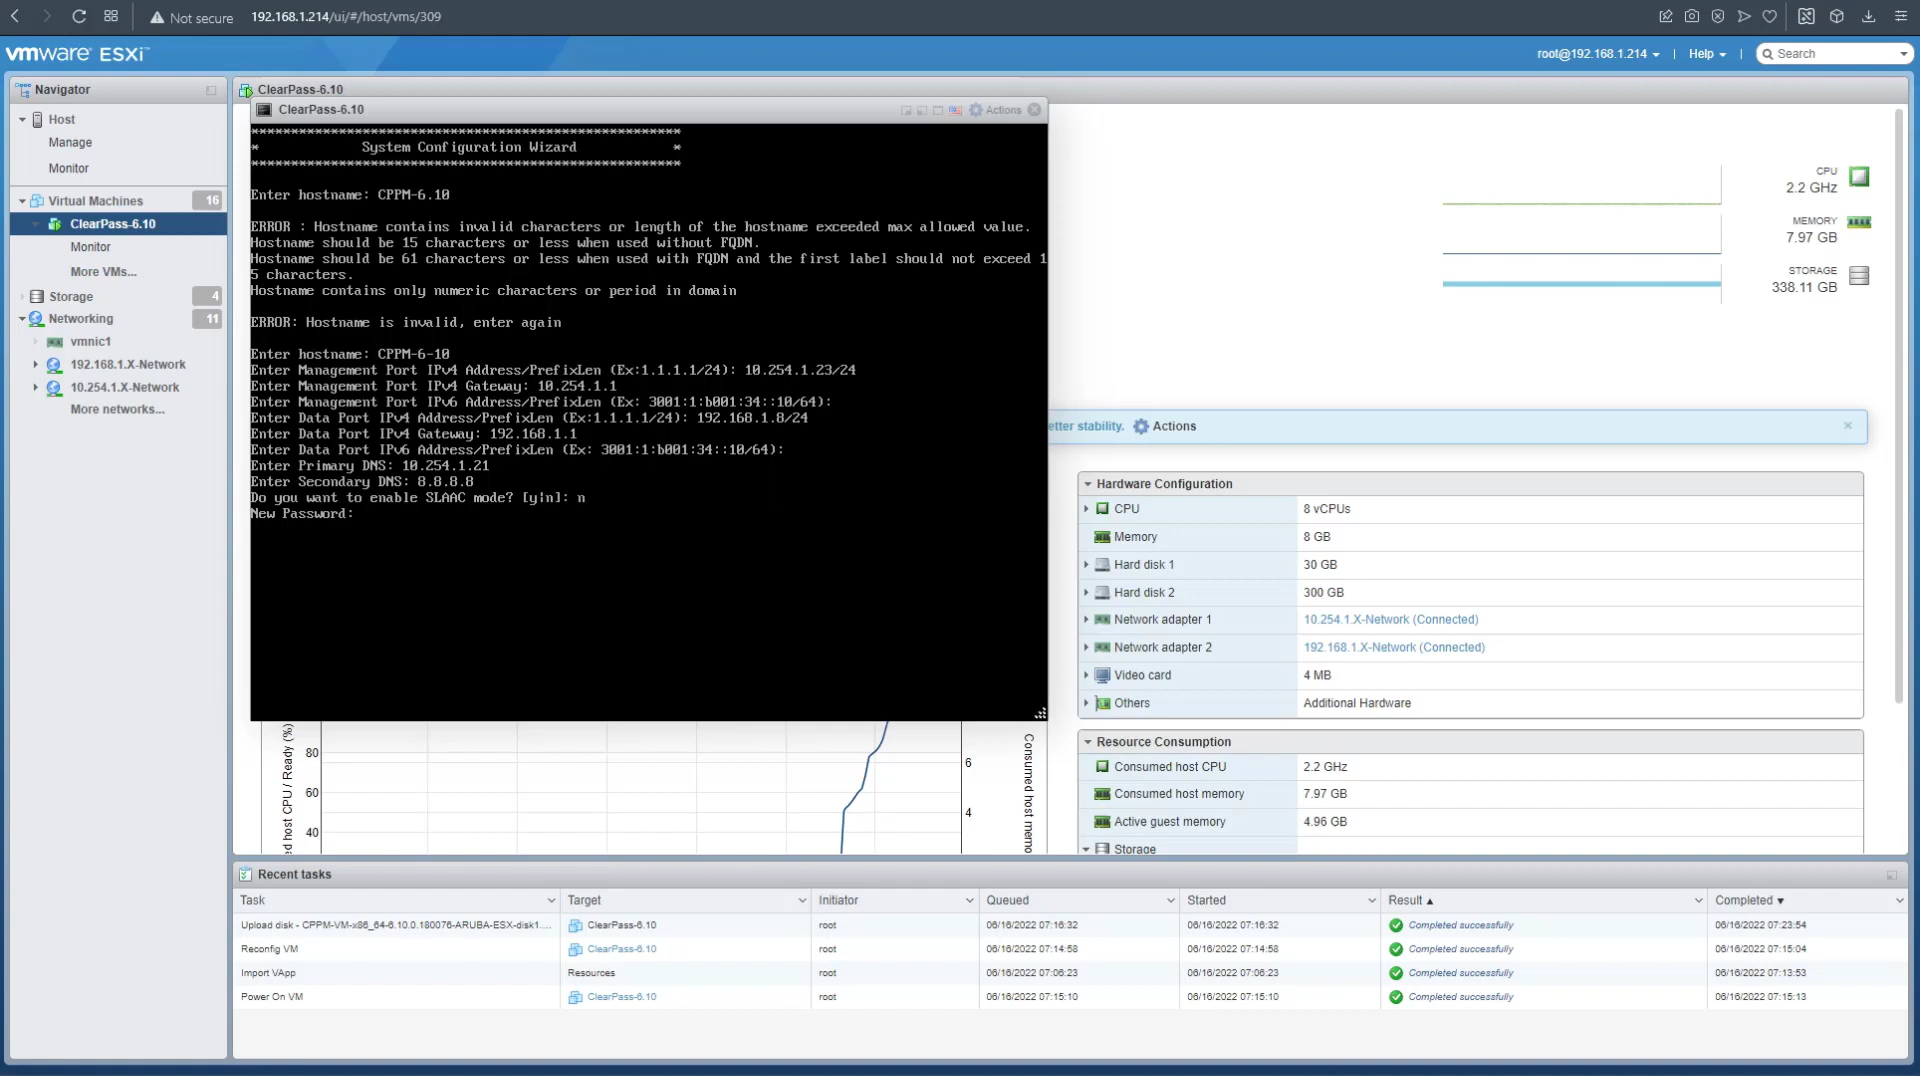 Not secure 192.168.1.214/ui/#/host/vms/309
vmware ESXi™
root@192.168.1.214 | Help | Search
Navigator
Host
Manage
Monitor
Virtual Machines 16
ClearPass-6.10
Monitor
More VMs...
Storage 4
Networking 11
vmnic1
192.168.1.X-Network
10.254.1.X-Network
More networks...
ClearPass-6.10
ClearPass-6.10
Actions
*******************************************************
* System Configuration Wizard *
*******************************************************
Enter hostname: CPPM-6.10
ERROR : Hostname contains invalid characters or length of the hostname exceeded max allowed value.
Hostname should be 15 characters or less when used without FQDN.
Hostname should be 61 characters or less when used with FQDN and the first label should not exceed 1
5 characters.
Hostname contains only numeric characters or period in domain
ERROR: Hostname is invalid, enter again
Enter hostname: CPPM-6-10
Enter Management Port IPv4 Address/PrefixLen (Ex:1.1.1.1/24): 10.254.1.23/24
Enter Management Port IPv4 Gateway: 10.254.1.1
Enter Management Port IPv6 Address/PrefixLen (Ex: 3001:1:b001:34::10/64):
Enter Data Port IPv4 Address/PrefixLen (Ex:1.1.1.1/24): 192.168.1.8/24
Enter Data Port IPv4 Gateway: 192.168.1.1
Enter Data Port IPv6 Address/PrefixLen (Ex: 3001:1:b001:34::10/64):
Enter Primary DNS: 10.254.1.21
Enter Secondary DNS: 8.8.8.8
Do you want to enable SLAAC mode? [y|n]: n
New Password:
CPU
2.2 GHz
MEMORY
7.97 GB
STORAGE
338.11 GB
etter stability. Actions
Hardware Configuration
CPU 8 vCPUs
Memory 8 GB
Hard disk 1 30 GB
Hard disk 2 300 GB
Network adapter 1 10.254.1.X-Network (Connected)
Network adapter 2 192.168.1.X-Network (Connected)
Video card 4 MB
Others Additional Hardware
Resource Consumption
Consumed host CPU 2.2 GHz
Consumed host memory 7.97 GB
Active guest memory 4.96 GB
Storage
ed host CPU / Ready (%)
80
60
40
6
4
Consumed host memo
Recent tasks
Task Target Initiator Queued Started Result ▲ Completed ▼
Upload disk - CPPM-VM-x86_64-6.10.0.180076-ARUBA-ESX-disk1.... ClearPass-6.10 root 06/16/2022 07:16:32 06/16/2022 07:16:32 Completed successfully 06/16/2022 07:23:54
Reconfig VM ClearPass-6.10 root 06/16/2022 07:14:58 06/16/2022 07:14:58 Completed successfully 06/16/2022 07:15:04
Import VApp Resources root 06/16/2022 07:06:23 06/16/2022 07:06:23 Completed successfully 06/16/2022 07:13:53
Power On VM ClearPass-6.10 root 06/16/2022 07:15:10 06/16/2022 07:15:10 Completed successfully 06/16/2022 07:15:13